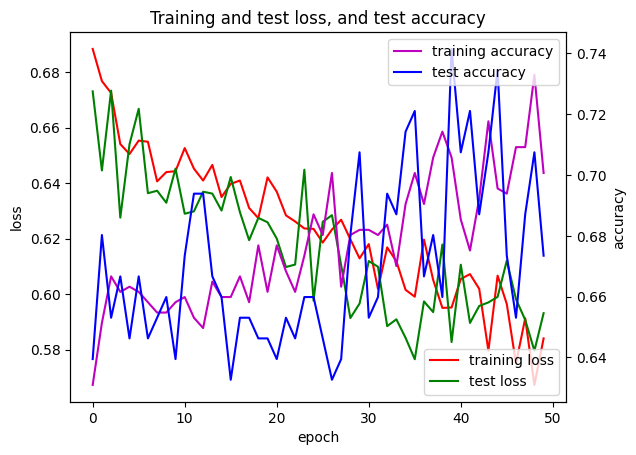 Training and test loss, and test accuracy
training accuracy
test accuracy
0.68
0.66
0.64
0.62
0.60
0.58
loss
0.74
0.72
0.70
0.68
0.66
0.64
accuracy
training loss
test loss
0
10
20
30
40
50
epoch